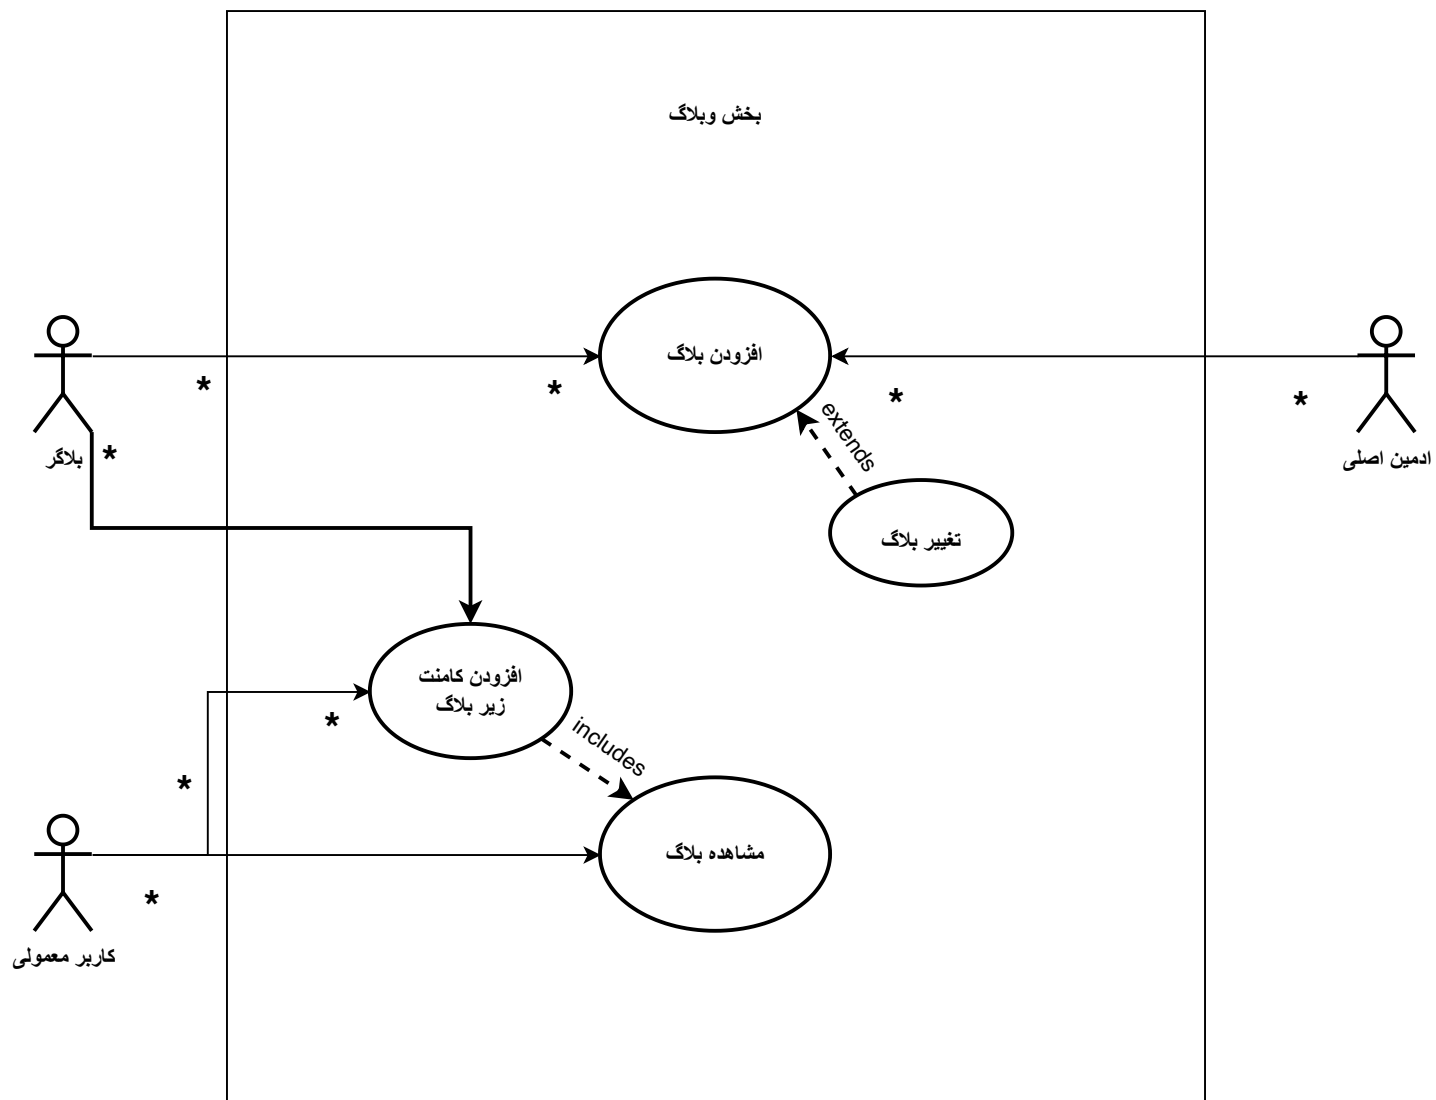 بخش وبلاگ
افزودن بلاگ
*
*
*
*
extends
بلاگر
*
ادمین اصلی
تغییر بلاگ
افزودن کامنت
زیر بلاگ
*
includes
*
مشاهده بلاگ
*
کاربر معمولی